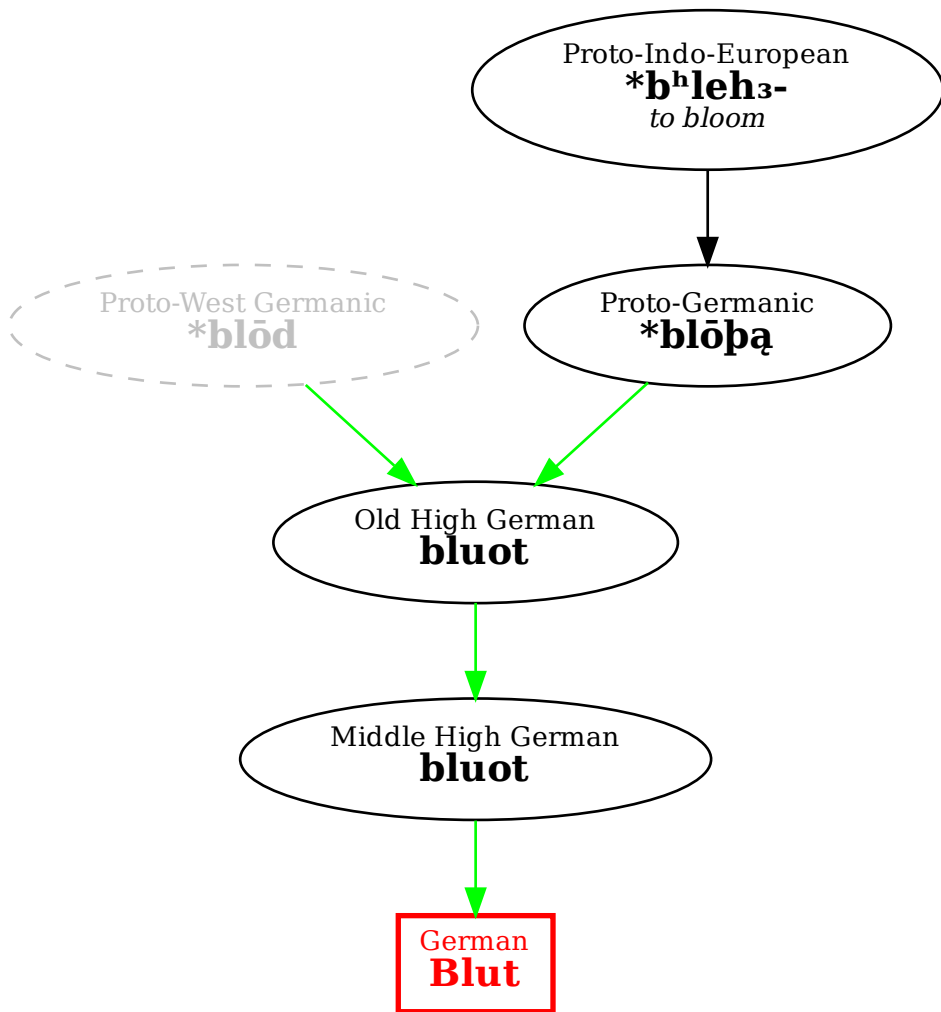 Proto-Indo-European
*bʰleh₃-
to bloom
Proto-West Germanic
*blōd
Proto-Germanic
*blōþą
Old High German
bluot
Middle High German
bluot
German
Blut